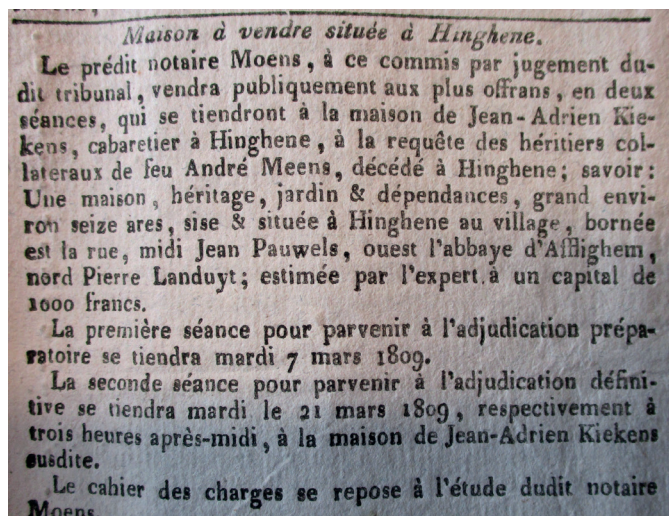 Maison à vendre située à Hinghene.
Le prédit notaire Moens, à ce commis par jugement du-
dit tribunal, vendra publiquement aux plus offrans, en deux
séances, qui se tiendront à la maison de Jean-Adrien Kie-
kens, cabaretier à Hinghene, à la requête des héritiers col-
lateraux de feu André Meens, décédé à Hinghene; savoir:
Une maison, héritage, jardin & dépendances, grand envi-
ron seize ares, sise & située à Hinghene au village, bornée
est la rue, midi Jean Pauwels, ouest l'abbaye d'Afflighem,
nord Pierre Landuyt; estimée par l'expert à un capital de
1000 francs.
La première séance pour parvenir à l'adjudication prépa-
ratoire se tiendra mardi 7 mars 1809.
La seconde séance pour parvenir à l'adjudication défini-
tive se tiendra mardi le 21 mars 1809, respectivement à
trois heures après-midi, à la maison de Jean-Adrien Kiekens
susdite.
Le cahier des charges se repose à l'étude dudit notaire
Moens